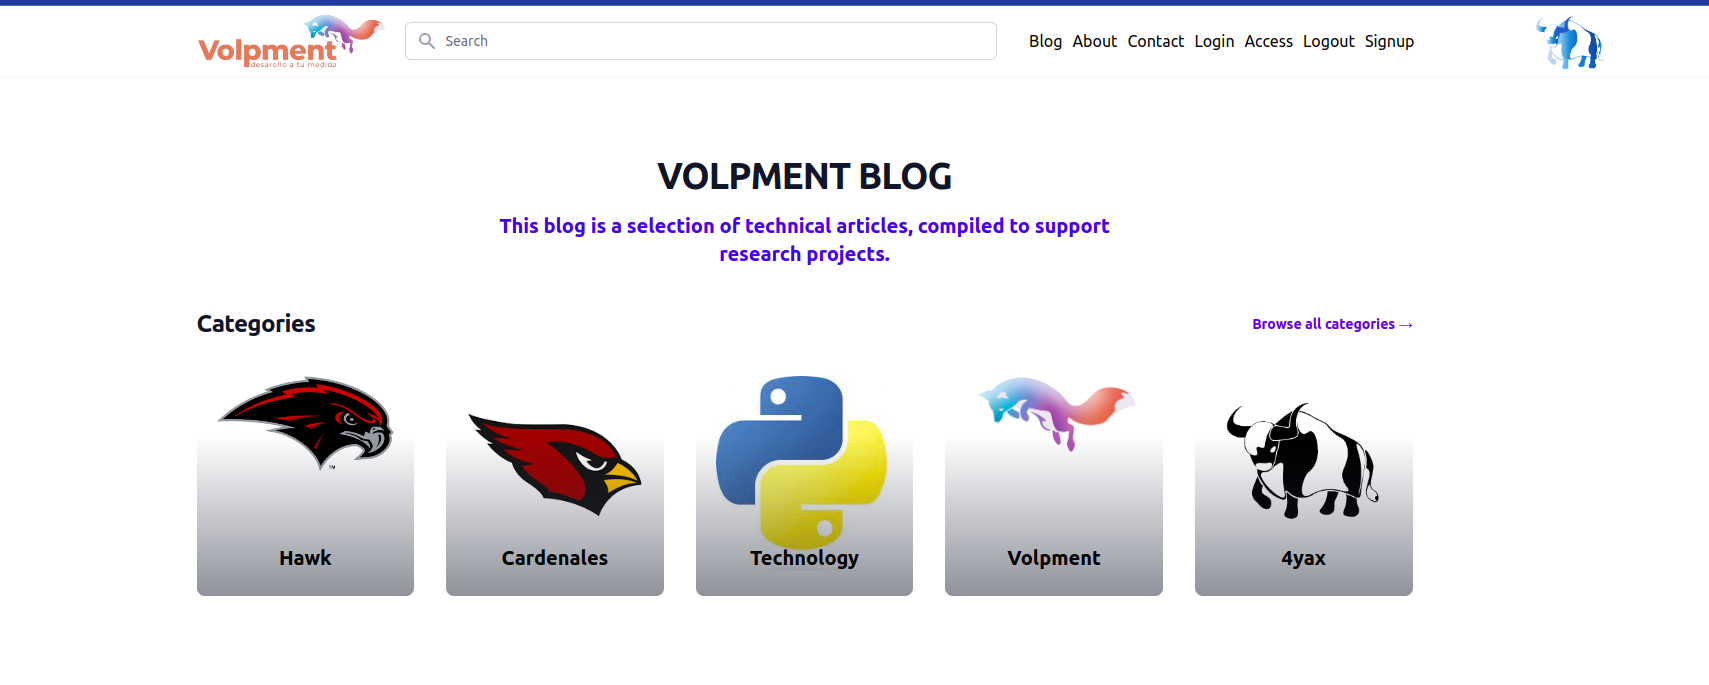 Volpment
desarollo a tu medida
Search
Blog About Contact Login Access Logout Signup
VOLPMENT BLOG
This blog is a selection of technical articles, compiled to support
research projects.
Categories
Browse all categories →
TM
Hawk
Cardenales
Technology
Volpment
4yax